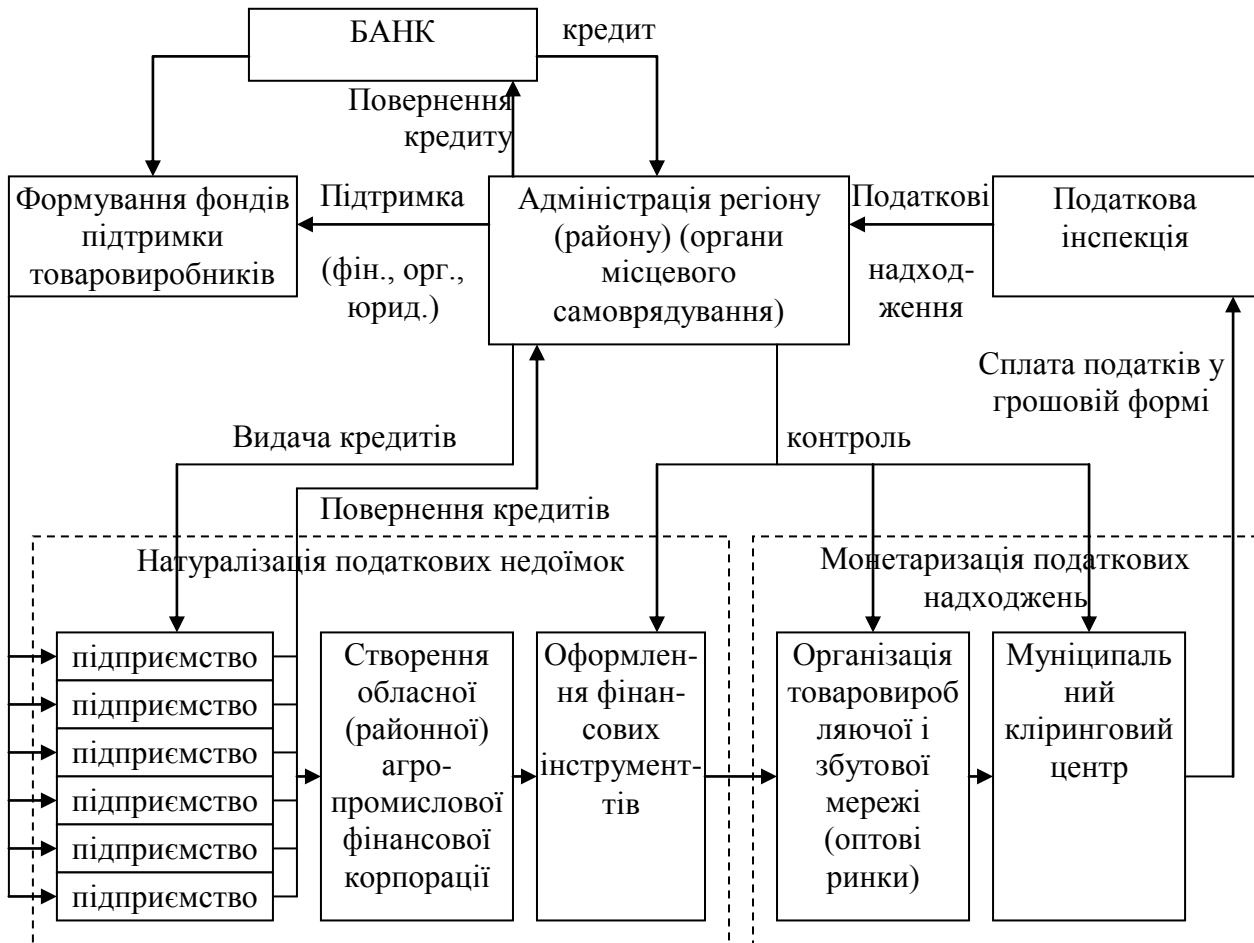 БАНК
кредит
Повернення
кредиту
Формування фондів
підтримки
товаровиробників
Підтримка
(фін., орг.,
юрид.)
Адміністрація регіону
(району) (органи
місцевого
самоврядування)
Податкові
надход-
ження
Податкова
інспекція
Сплата податків у
грошовій формі
Видача кредитів
контроль
Повернення кредитів
Натуралізація податкових недоїмок
Монетаризація податкових
надходжень
підприємство
підприємство
підприємство
підприємство
підприємство
підприємство
Створення
обласної
(районної)
агро-
промислової
фінансової
корпорації
Оформлен-
ня фінан-
сових
інструмент-
тів
Організація
товаровироб
ляючої і
збутової
мережі
(оптові
ринки)
Муніципаль
ний
кліринговий
центр